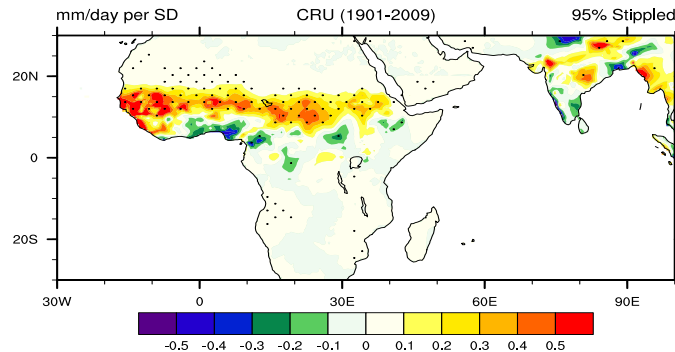 mm/day per SD CRU (1901-2009) 95% Stippled
20N
0
20S
30W 0 30E 60E 90E
-0.5 -0.4 -0.3 -0.2 -0.1 0 0.1 0.2 0.3 0.4 0.5